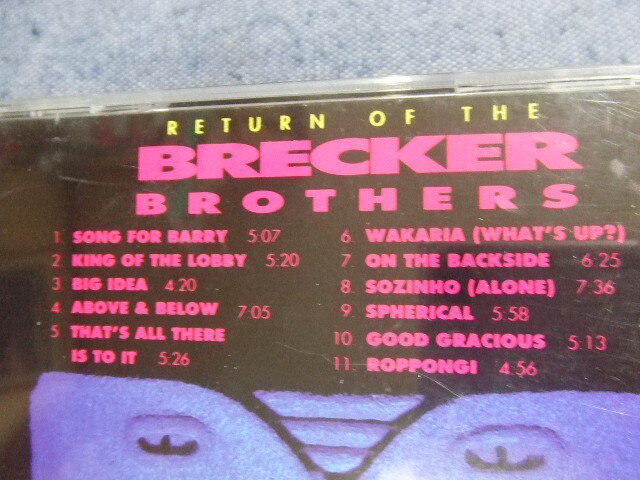 RETURN OF THE
BRECKER
BROTHERS
1 SONG FOR BARRY 5:07
2 KING OF THE LOBBY 5:20
3 BIG IDEA 4:20
4 ABOVE & BELOW 7:05
5 THAT'S ALL THERE
IS TO IT 5:26
6 WAKARIA (WHAT'S UP?)
7 ON THE BACKSIDE 6:25
8 SOZINHO (ALONE) 7:36
9 SPHERICAL 5:58
10 GOOD GRACIOUS 5:13
11 ROPPONGI 4:56